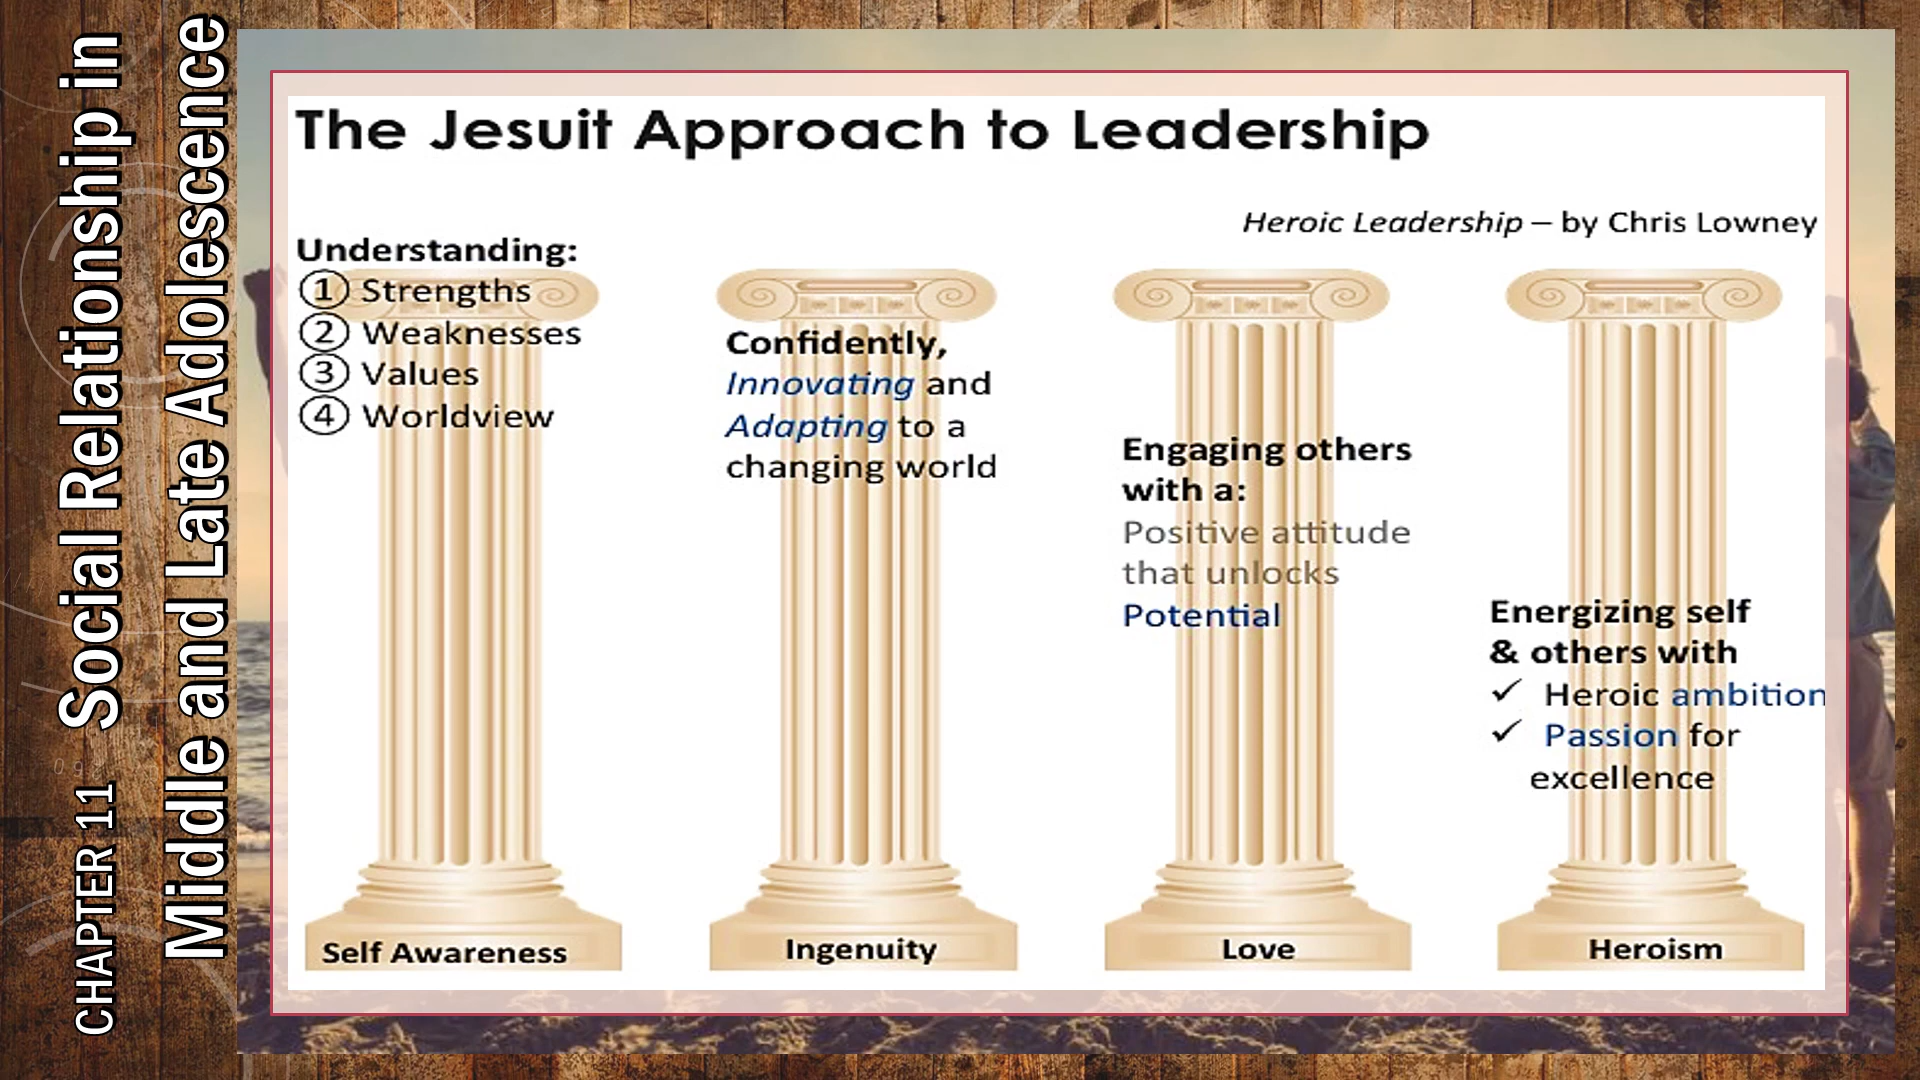 CHAPTER 11 Social Relationship in
Middle and Late Adolescence
The Jesuit Approach to Leadership
Heroic Leadership – by Chris Lowney
Understanding:
① Strengths
② Weaknesses
③ Values
④ Worldview
Self Awareness
Confidently,
Innovating and
Adapting to a
changing world
Ingenuity
Engaging others
with a:
Positive attitude
that unlocks
Potential
Love
Energizing self
& others with
✓ Heroic ambition
✓ Passion for
excellence
Heroism